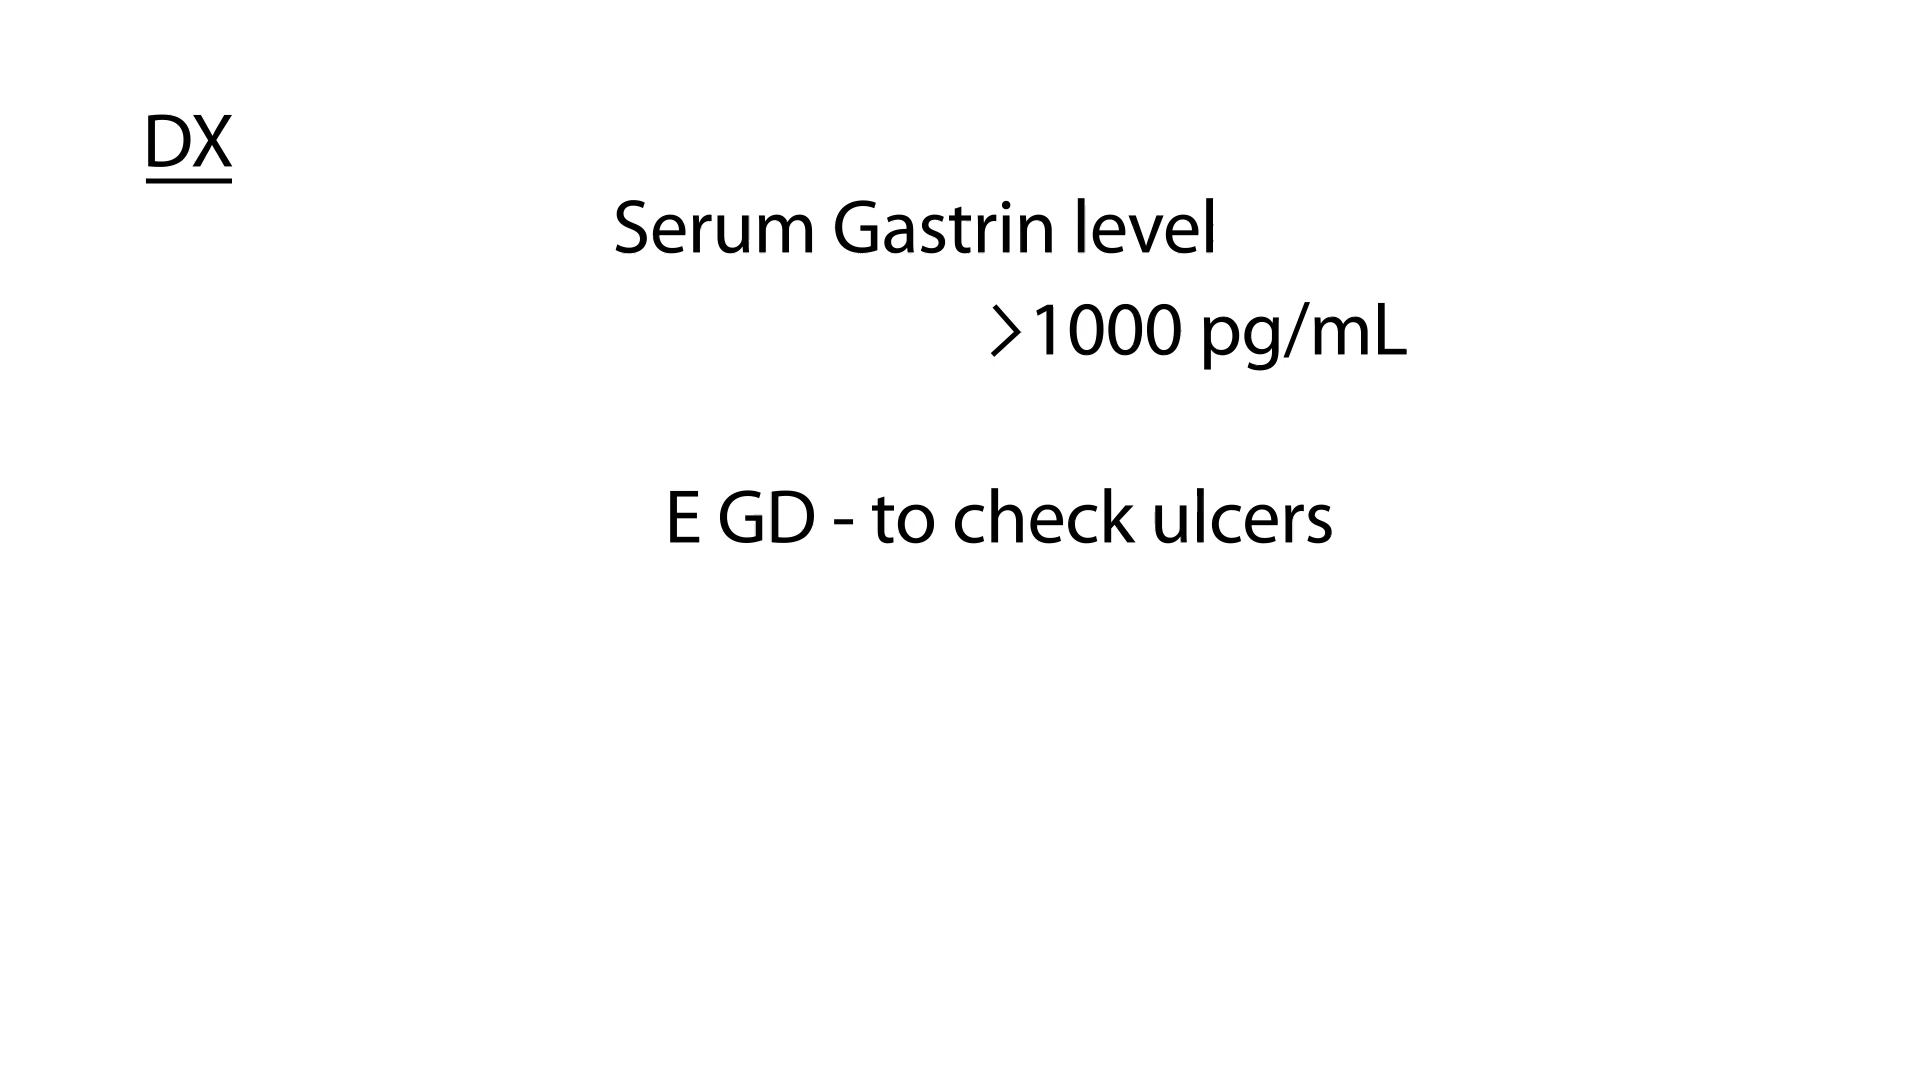 DX
Serum Gastrin level
>1000 pg/mL
E GD - to check ulcers